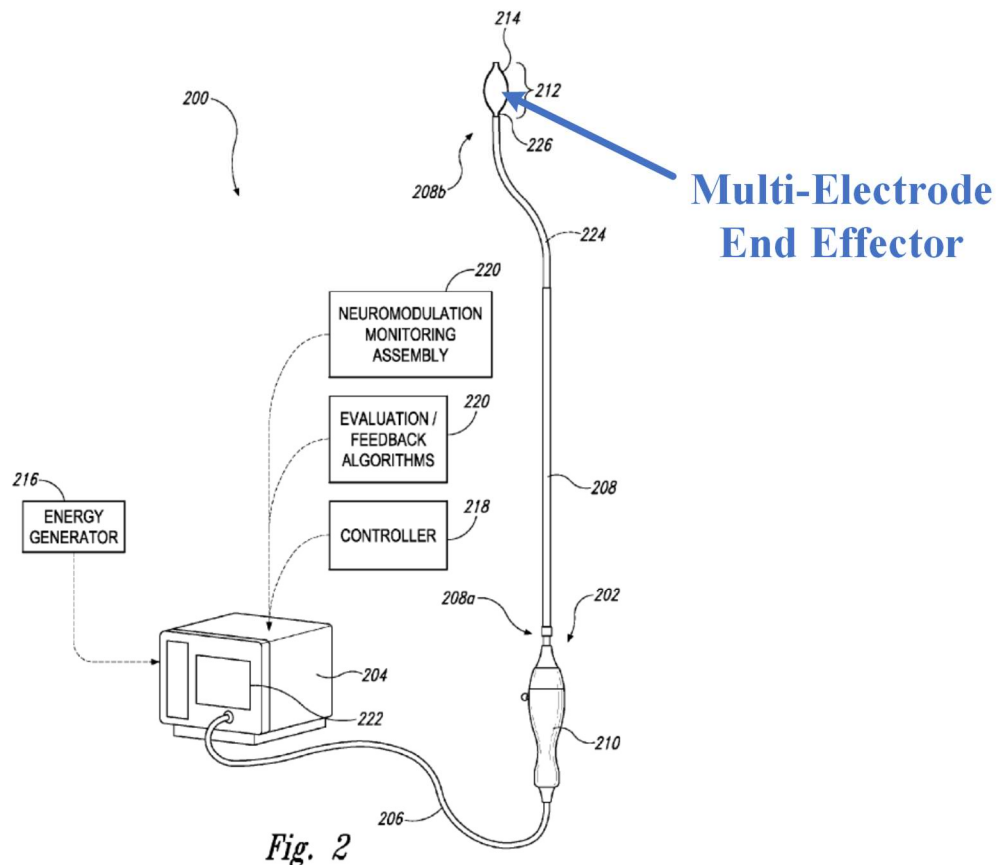 214
200
212
226
208b
Multi-Electrode
End Effector
224
220
NEUROMODULATION
MONITORING
ASSEMBLY
220
EVALUATION /
FEEDBACK
ALGORITHMS
208
216
ENERGY
GENERATOR
218
CONTROLLER
208a
202
204
222
210
206
Fig. 2